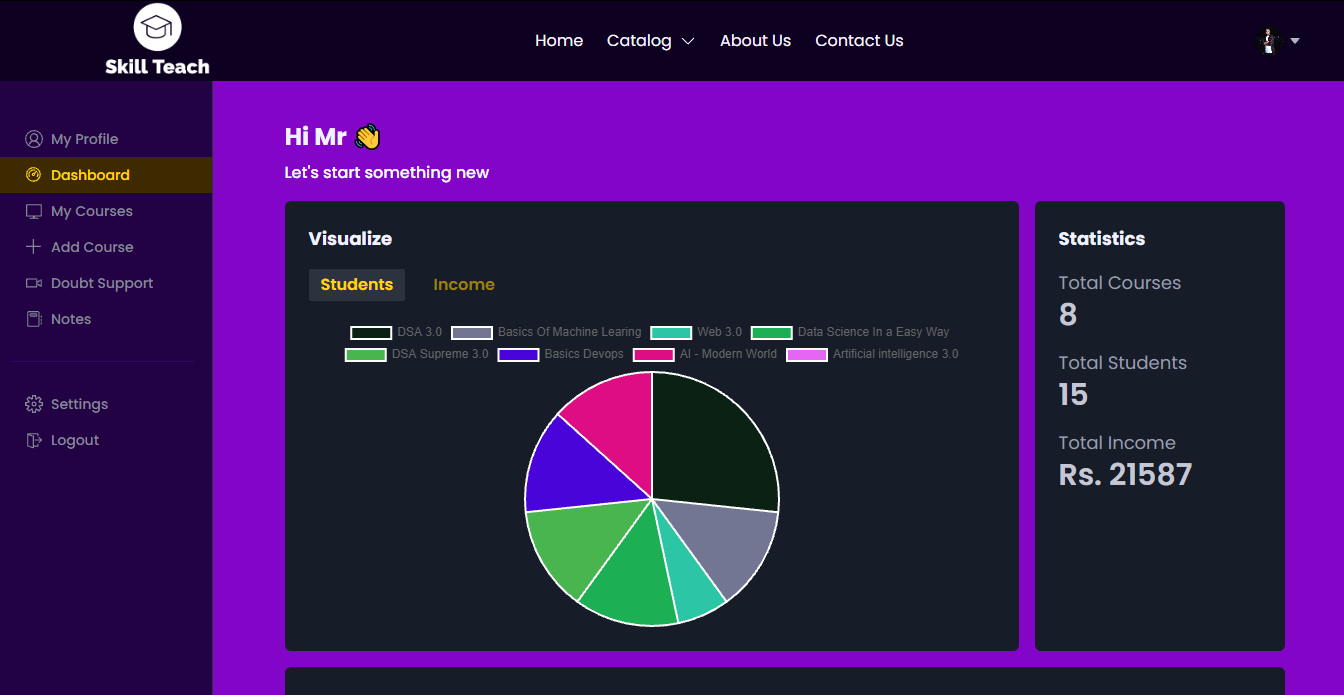 Skill Teach
Home Catalog About Us Contact Us
My Profile
Dashboard
My Courses
Add Course
Doubt Support
Notes
Settings
Logout
Hi Mr 👋
Let's start something new
Visualize
Students Income
DSA 3.0 Basics Of Machine Learing Web 3.0 Data Science In a Easy Way
DSA Supreme 3.0 Basics Devops AI - Modern World Artificial intelligence 3.0
Statistics
Total Courses
8
Total Students
15
Total Income
Rs. 21587